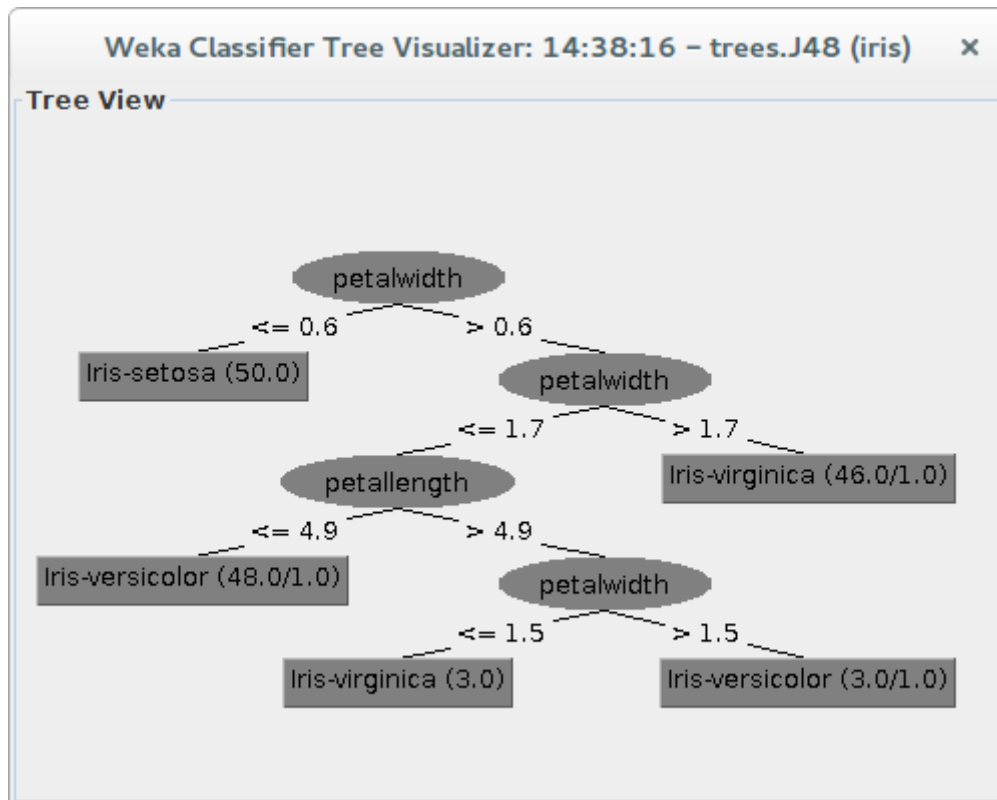 Weka Classifier Tree Visualizer: 14:38:16 – trees.J48 (iris)
×
Tree View
petalwidth
<= 0.6
> 0.6
Iris-setosa (50.0)
petalwidth
<= 1.7
> 1.7
petallength
Iris-virginica (46.0/1.0)
<= 4.9
> 4.9
Iris-versicolor (48.0/1.0)
petalwidth
<= 1.5
> 1.5
Iris-virginica (3.0)
Iris-versicolor (3.0/1.0)